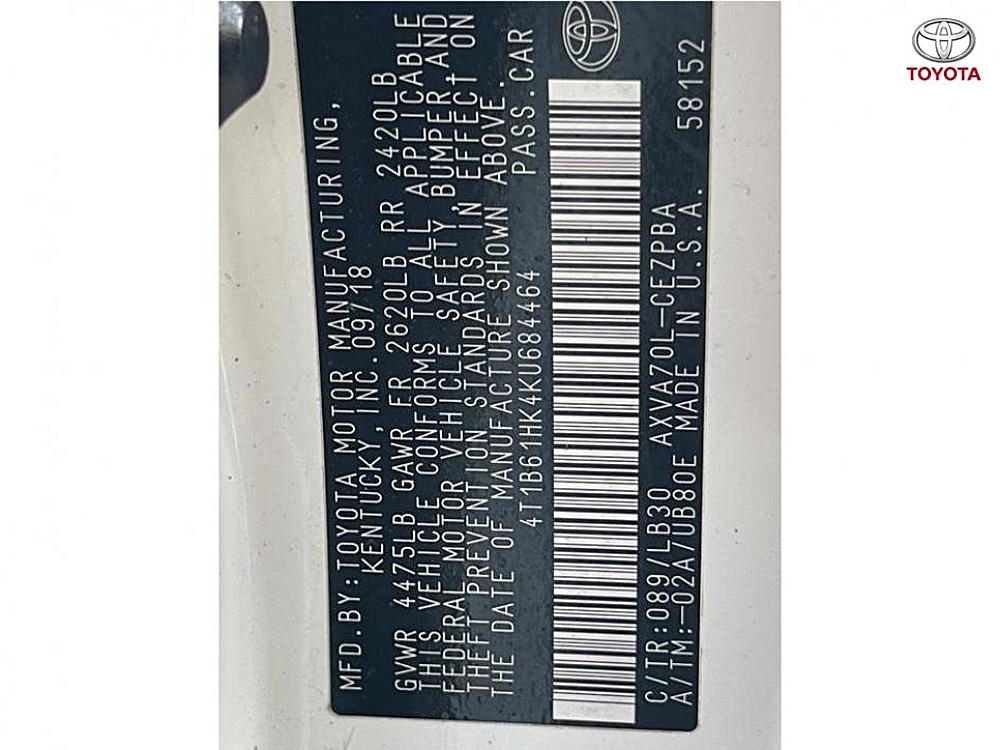 MFD.BY:TOYOTA MOTOR MANUFACTURING,
KENTUCKY,INC.09/18
GVWR 4475LB GAWR FR 2620LB RR 2420LB
THIS VEHICLE CONFORMS TO ALL APPLICABLE
FEDERAL MOTOR VEHICLE SAFETY,BUMPER,AND
THEFT PREVENTION STANDARDS IN EFFECT ON
THE DATE OF MANUFACTURE SHOWN ABOVE.
4T1B61HK4KU684464 PASS.CAR
C/TR:089/LB30 AXVA70L-CEZPBA
A/TM:-02A/UB80E MADE IN U.S.A. 58152
TOYOTA